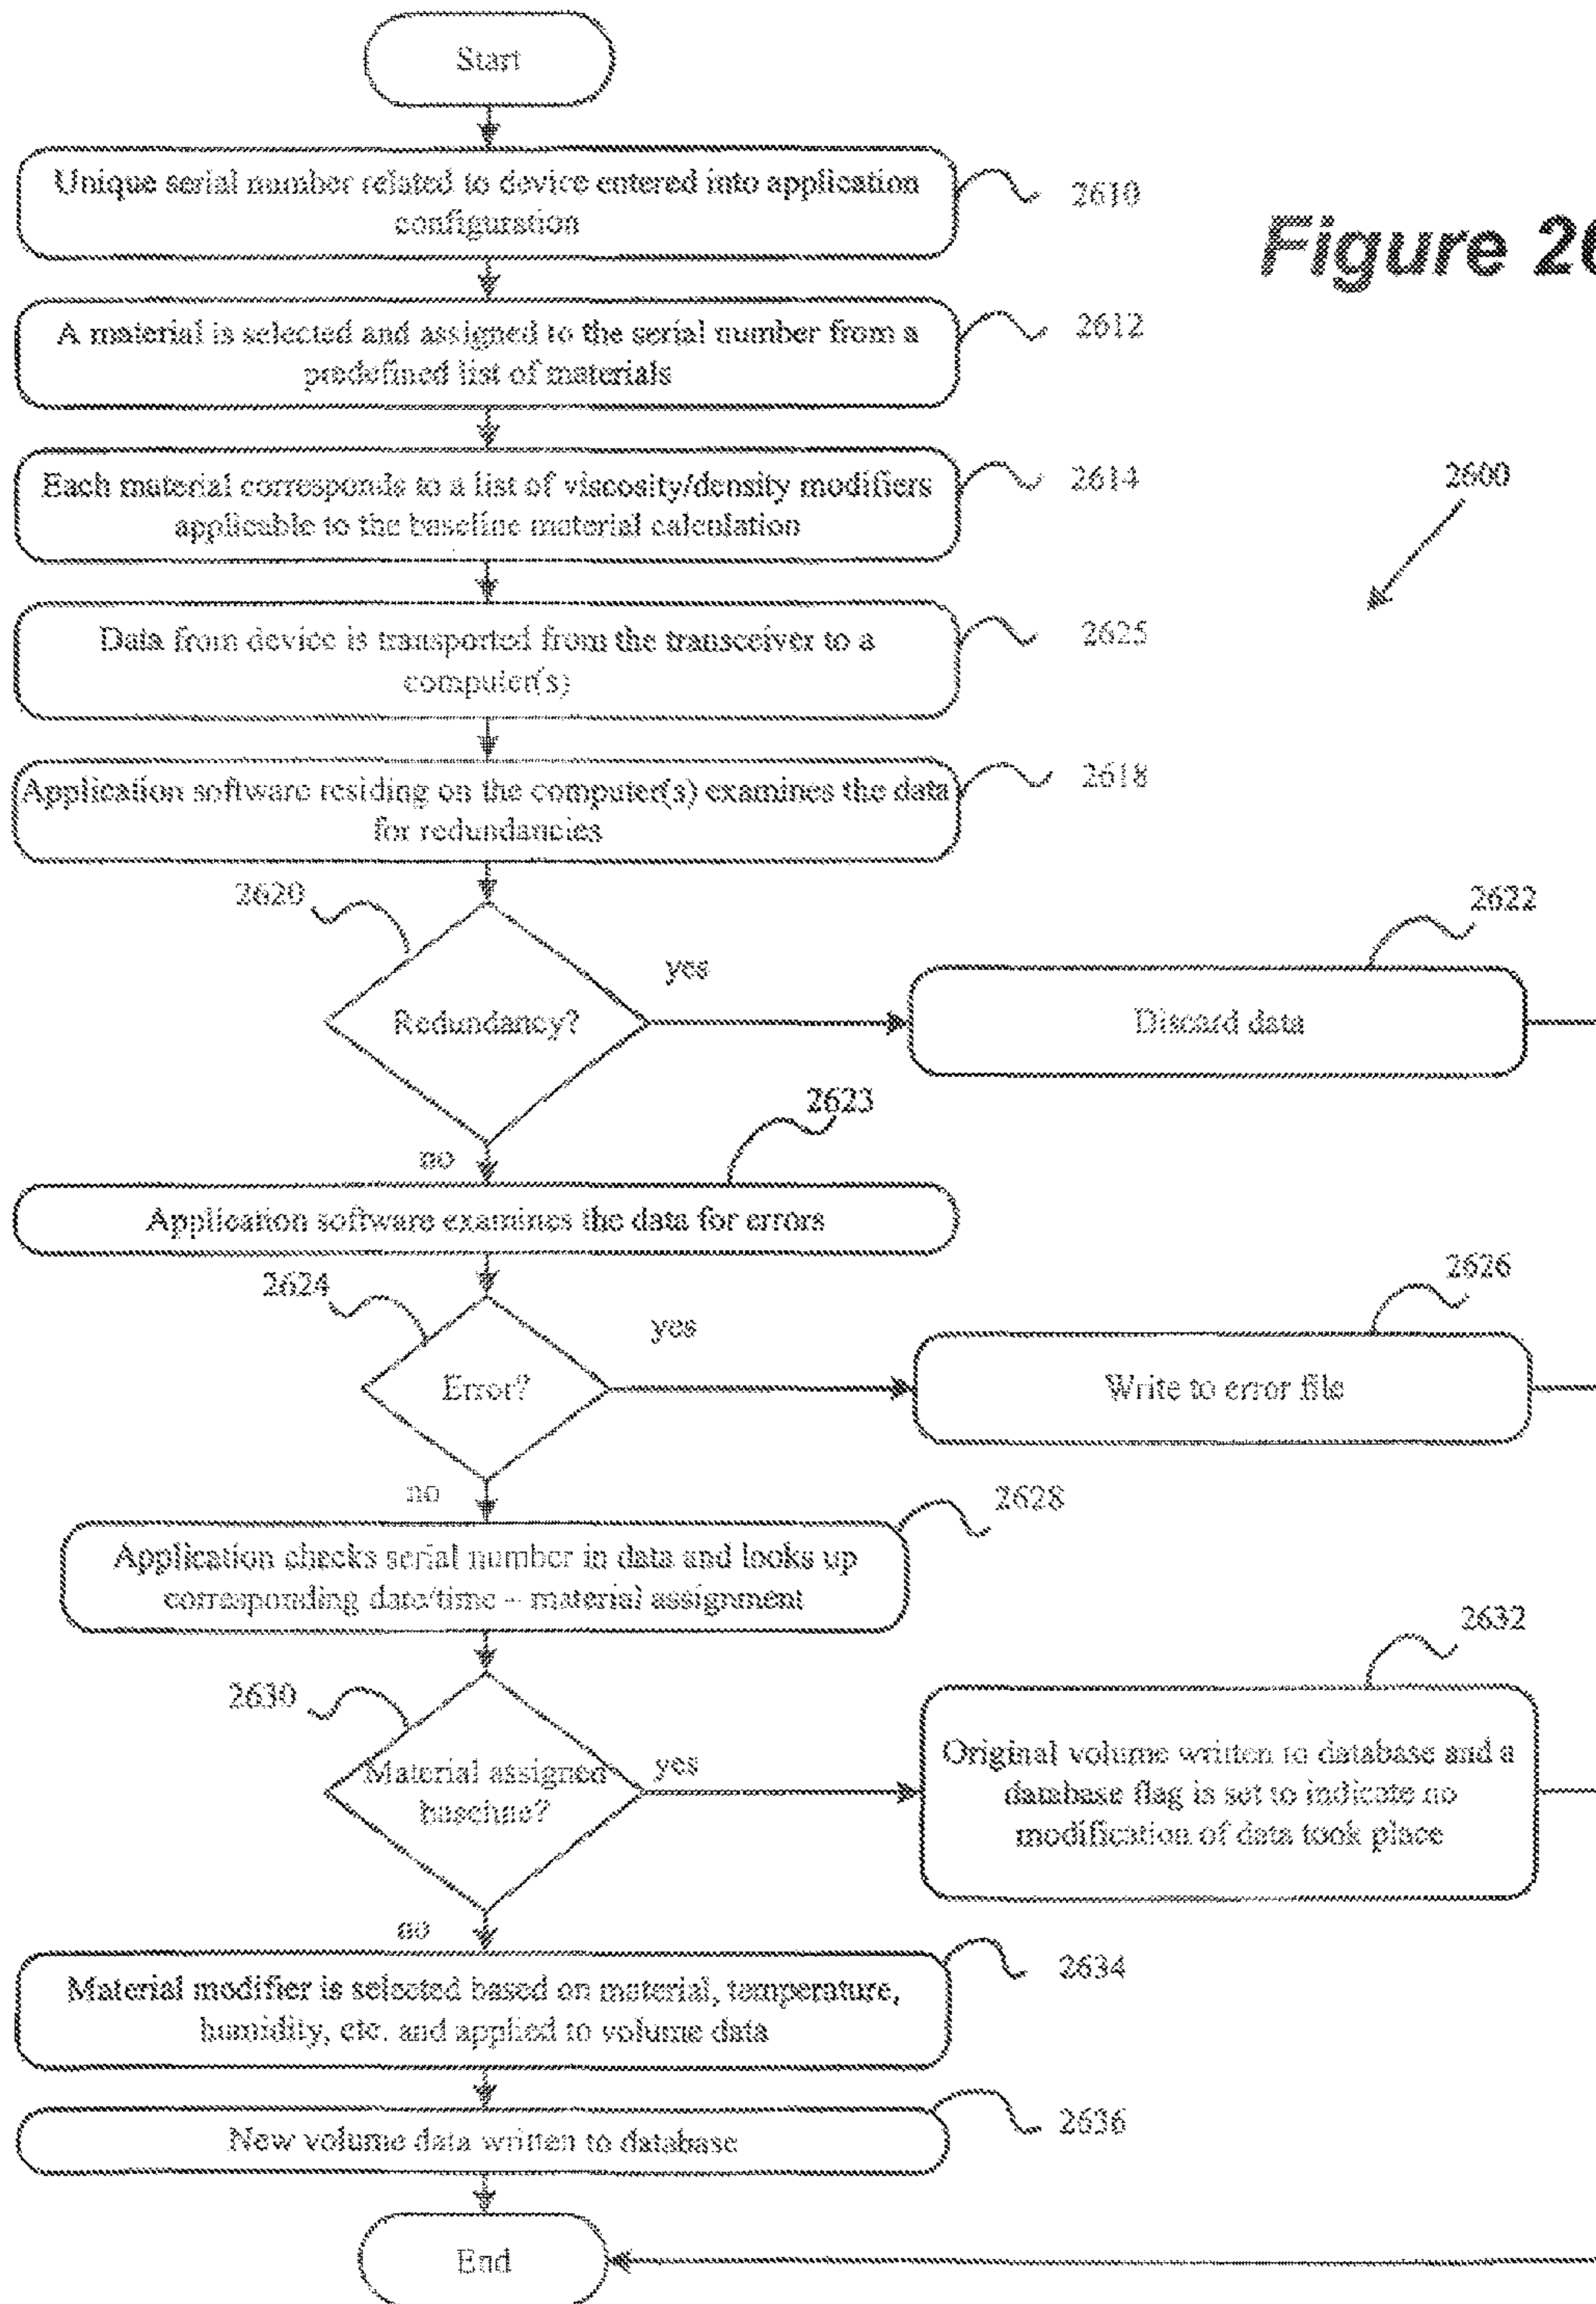 Start
Unique serial number related to device entered into application
configuration
2610
Figure 26
A material is selected and assigned to the serial number from a
predefined list of materials
2612
Each material corresponds to a list of viscosity/density modifiers
applicable to the baseline material calculation
2614
2600
Data from device is transported from the transceiver to a
computer(s)
2625
Application software residing on the computer(s) examines the data
for redundancies
2618
2620
Redundancy?
yes
2622
Discard data
no
2623
Application software examines the data for errors
2624
Error?
yes
2626
Write to error file
no
2628
Application checks serial number in data and looks up
corresponding date/time – material assignment
2630
Material assigned
baseline?
yes
2632
Original volume written to database and a
database flag is set to indicate no
modification of data took place
no
Material modifier is selected based on material, temperature,
humidity, etc. and applied to volume data
2634
New volume data written to database
2636
End